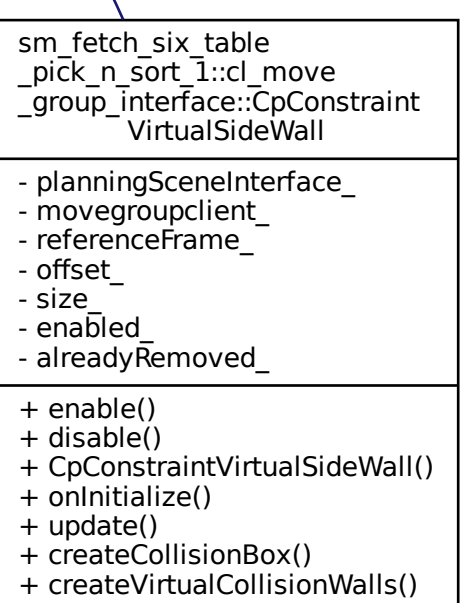 sm_fetch_six_table
_pick_n_sort_1::cl_move
_group_interface::CpConstraint
VirtualSideWall
- planningSceneInterface_
- movegroupclient_
- referenceFrame_
- offset_
- size_
- enabled_
- alreadyRemoved_
+ enable()
+ disable()
+ CpConstraintVirtualSideWall()
+ onInitialize()
+ update()
+ createCollisionBox()
+ createVirtualCollisionWalls()